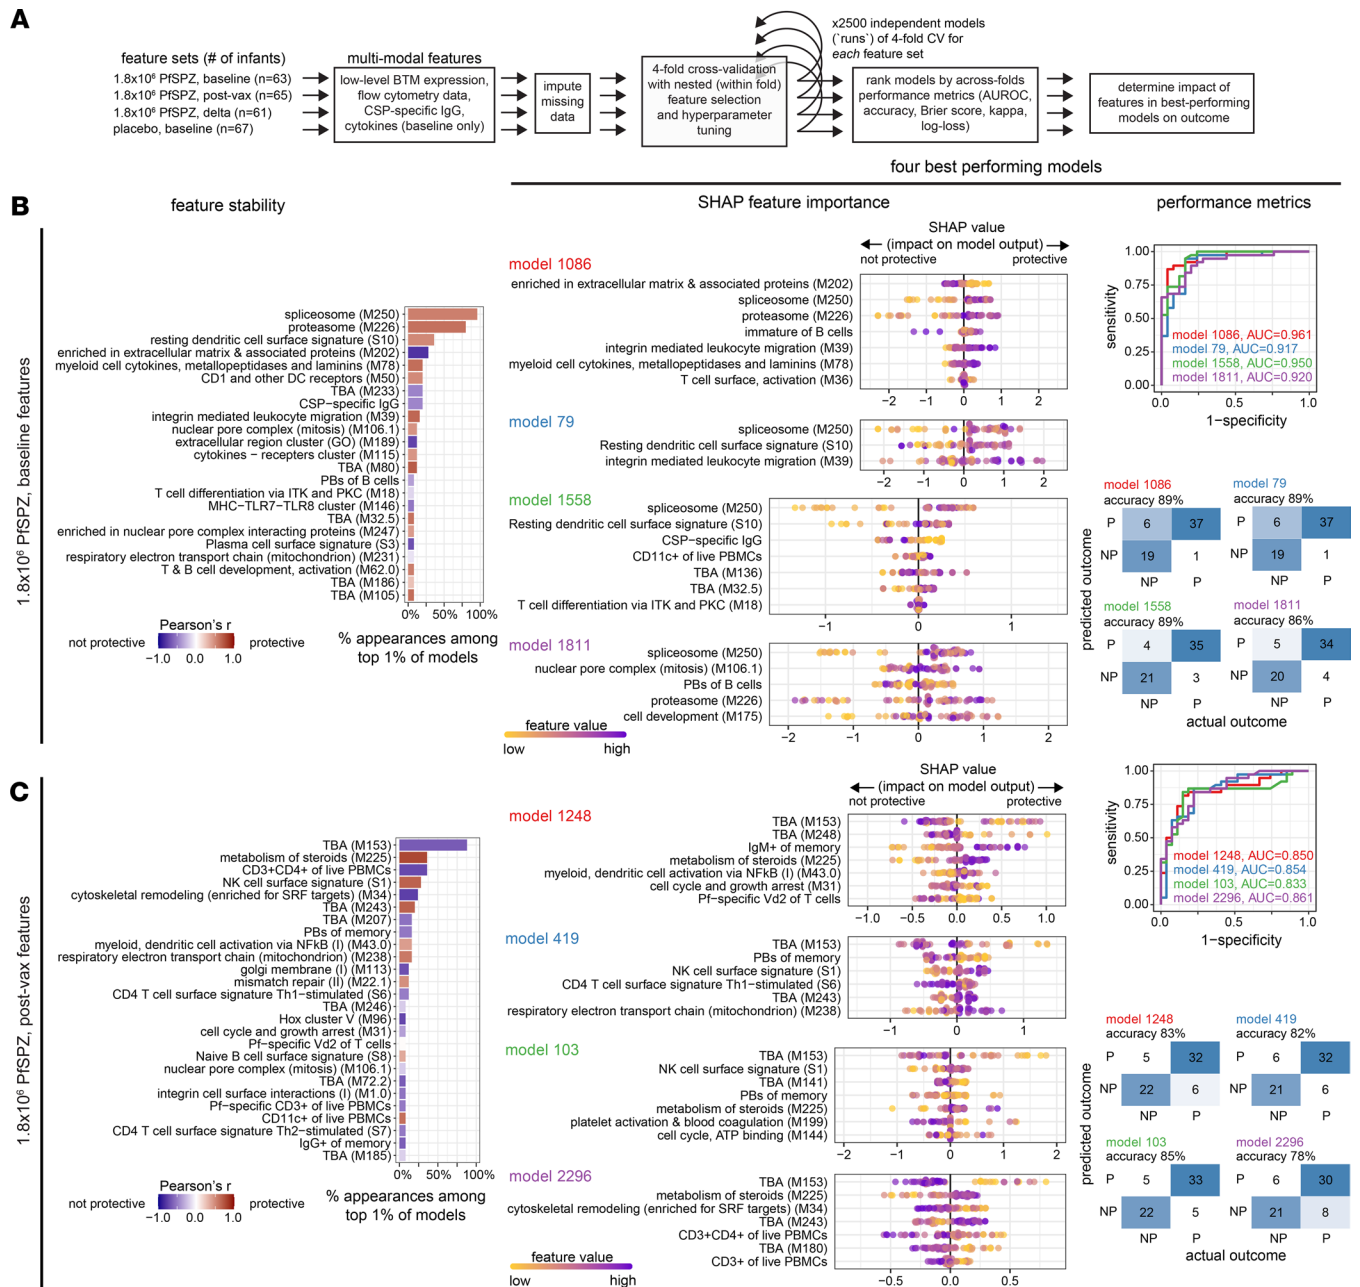 A
feature sets (# of infants)
1.8x10⁶ PfSPZ, baseline (n=63)
1.8x10⁶ PfSPZ, post-vax (n=65)
1.8x10⁶ PfSPZ, delta (n=61)
placebo, baseline (n=67)
multi-modal features
low-level BTM expression,
flow cytometry data,
CSP-specific IgG,
cytokines (baseline only)
impute
missing
data
4-fold cross-validation
with nested (within fold)
feature selection
and hyperparameter
tuning
x2500 independent models
(`runs`) of 4-fold CV for
each feature set
rank models by across-folds
performance metrics (AUROC,
accuracy, Brier score, kappa,
log-loss)
determine impact of
features in best-performing
models on outcome
four best performing models
B
feature stability
SHAP feature importance
performance metrics
1.8x10⁶ PfSPZ, baseline features
spliceosome (M250)
proteasome (M226)
resting dendritic cell surface signature (S10)
enriched in extracellular matrix & associated proteins (M202)
myeloid cell cytokines, metallopeptidases and laminins (M78)
CD1 and other DC receptors (M50)
TBA (M233)
CSP−specific IgG
integrin mediated leukocyte migration (M39)
nuclear pore complex (mitosis) (M106.1)
extracellular region cluster (GO) (M189)
cytokines − recepters cluster (M115)
TBA (M80)
PBs of B cells
T cell differentiation via ITK and PKC (M18)
MHC−TLR7−TLR8 cluster (M146)
TBA (M32.5)
enriched in nuclear pore complex interacting proteins (M247)
Plasma cell surface signature (S3)
respiratory electron transport chain (mitochondrion) (M231)
T & B cell development, activation (M62.0)
TBA (M186)
TBA (M105)
0% 50% 100%
% appearances among
top 1% of models
Pearson's r
not protective protective
−1.0 0.0 1.0
SHAP value
(impact on model output)
not protective protective
model 1086
enriched in extracellular matrix & associated proteins (M202)
spliceosome (M250)
proteasome (M226)
immature of B cells
integrin mediated leukocyte migration (M39)
myeloid cell cytokines, metallopeptidases and laminins (M78)
T cell surface, activation (M36)
−2 −1 0 1 2
model 79
spliceosome (M250)
Resting dendritic cell surface signature (S10)
integrin mediated leukocyte migration (M39)
−2 −1 0 1 2
model 1558
spliceosome (M250)
Resting dendritic cell surface signature (S10)
CSP−specific IgG
CD11c+ of live PBMCs
TBA (M136)
TBA (M32.5)
T cell differentiation via ITK and PKC (M18)
−1 0 1
model 1811
spliceosome (M250)
nuclear pore complex (mitosis) (M106.1)
PBs of B cells
proteasome (M226)
cell development (M175)
−2 −1 0 1 2
feature value
low high
sensitivity
1.00
0.75
0.50
0.25
0.00
model 1086, AUC=0.961
model 79, AUC=0.917
model 1558, AUC=0.950
model 1811, AUC=0.920
0.0 0.5 1.0
1−specificity
predicted outcome
model 1086
accuracy 89%
P 6 37
NP 19 1
NP P
model 79
accuracy 89%
6 37
19 1
NP P
model 1558
accuracy 89%
P 4 35
NP 21 3
NP P
model 1811
accuracy 86%
5 34
20 4
NP P
actual outcome
C
1.8x10⁶ PfSPZ, post-vax features
TBA (M153)
metabolism of steroids (M225)
CD3+CD4+ of live PBMCs
NK cell surface signature (S1)
cytoskeletal remodeling (enriched for SRF targets) (M34)
TBA (M243)
TBA (M207)
PBs of memory
myeloid, dendritic cell activation via NFkB (I) (M43.0)
respiratory electron transport chain (mitochondrion) (M238)
golgi membrane (I) (M113)
mismatch repair (II) (M22.1)
CD4 T cell surface signature Th1−stimulated (S6)
TBA (M246)
Hox cluster V (M96)
cell cycle and growth arrest (M31)
Pf−specific Vd2 of T cells
Naive B cell surface signature (S8)
nuclear pore complex (mitosis) (M106.1)
TBA (M72.2)
integrin cell surface interactions (I) (M1.0)
Pf−specific CD3+ of live PBMCs
CD11c+ of live PBMCs
CD4 T cell surface signature Th2−stimulated (S7)
IgG+ of memory
TBA (M185)
0% 50% 100%
% appearances among
top 1% of models
Pearson's r
not protective protective
−1.0 0.0 1.0
SHAP value
(impact on model output)
not protective protective
model 1248
TBA (M153)
TBA (M248)
IgM+ of memory
metabolism of steroids (M225)
myeloid, dendritic cell activation via NFkB (I) (M43.0)
cell cycle and growth arrest (M31)
Pf−specific Vd2 of T cells
−1.0 −0.5 0.0 0.5 1.0
model 419
TBA (M153)
PBs of memory
NK cell surface signature (S1)
CD4 T cell surface signature Th1−stimulated (S6)
TBA (M243)
respiratory electron transport chain (mitochondrion) (M238)
−1 0 1
model 103
TBA (M153)
NK cell surface signature (S1)
TBA (M141)
PBs of memory
metabolism of steroids (M225)
platelet activation & blood coagulation (M199)
cell cycle, ATP binding (M144)
−2 −1 0 1 2
model 2296
TBA (M153)
metabolism of steroids (M225)
cytoskeletal remodeling (enriched for SRF targets) (M34)
TBA (M243)
CD3+CD4+ of live PBMCs
TBA (M180)
CD3+ of live PBMCs
−0.5 0.0 0.5
feature value
low high
sensitivity
1.00
0.75
0.50
0.25
0.00
model 1248, AUC=0.850
model 419, AUC=0.854
model 103, AUC=0.833
model 2296, AUC=0.861
0.0 0.5 1.0
1−specificity
predicted outcome
model 1248
accuracy 83%
P 5 32
NP 22 6
NP P
model 419
accuracy 82%
P 6 32
NP 21 6
NP P
model 103
accuracy 85%
P 5 33
NP 22 5
NP P
model 2296
accuracy 78%
P 6 30
NP 21 8
NP P
actual outcome